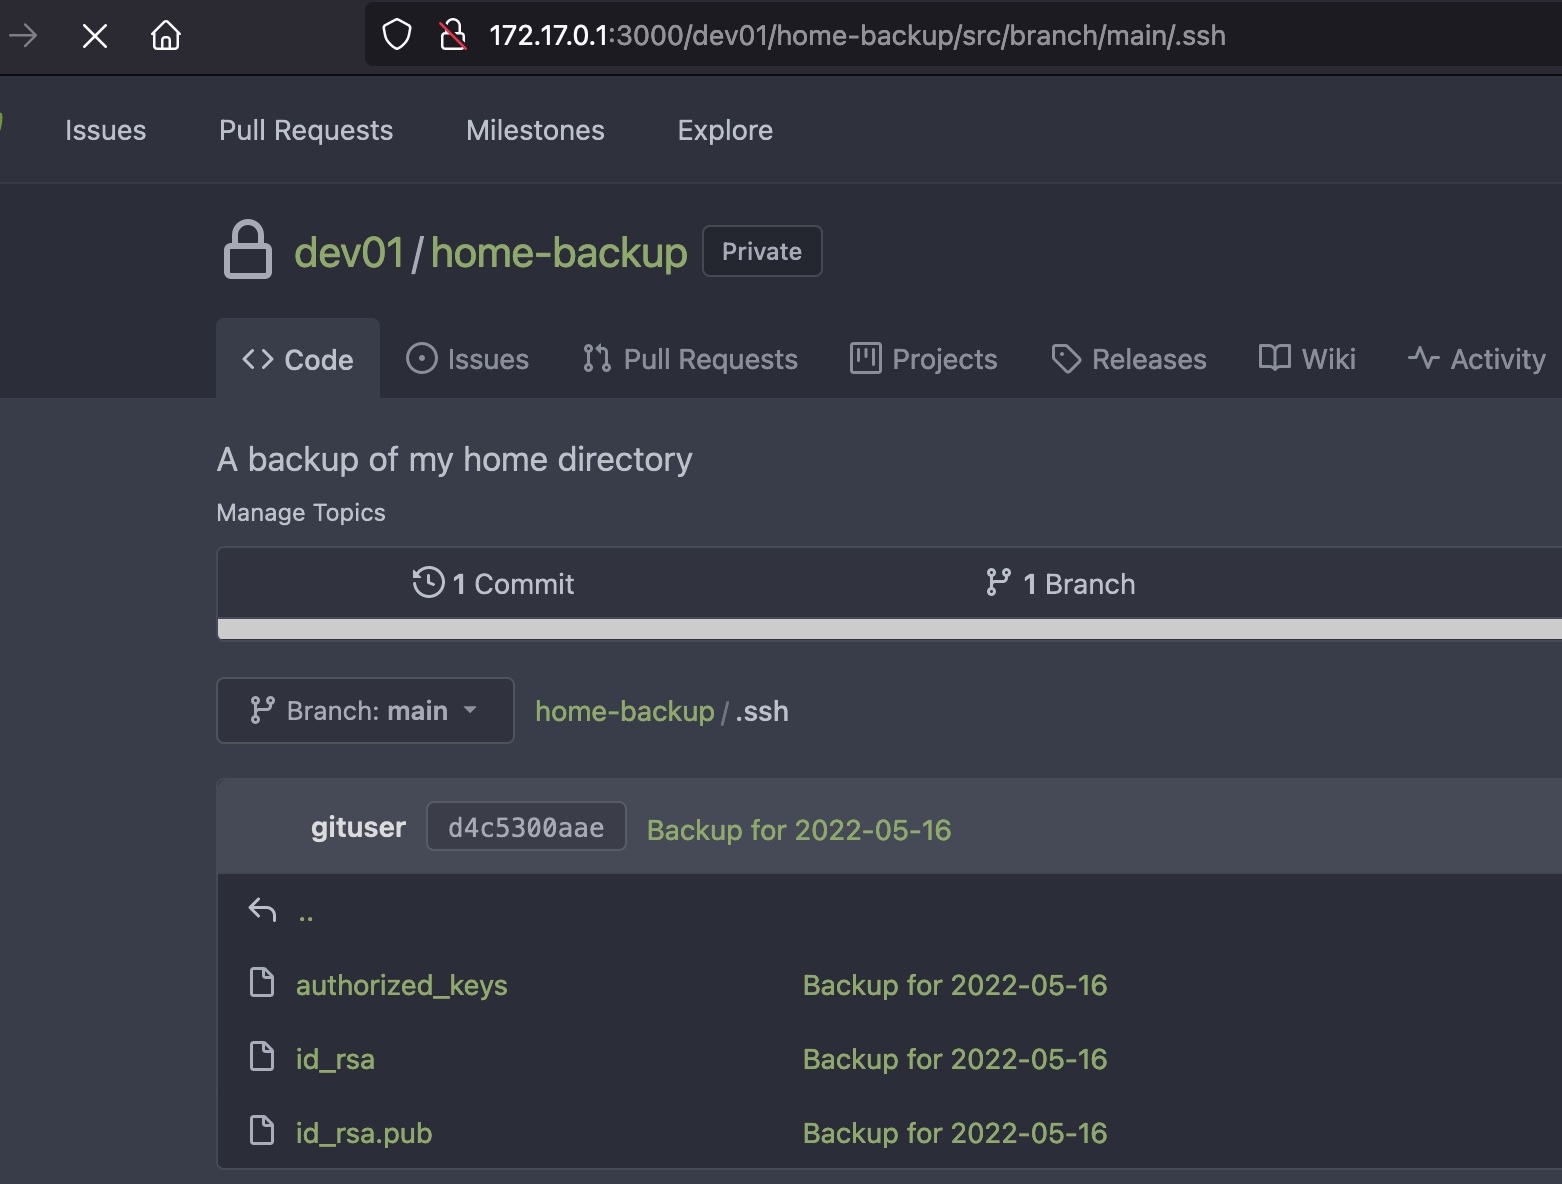 172.17.0.1:3000/dev01/home-backup/src/branch/main/.ssh
Issues Pull Requests Milestones Explore
dev01/home-backup Private
Code Issues Pull Requests Projects Releases Wiki Activity
A backup of my home directory
Manage Topics
1 Commit 1 Branch
Branch: main home-backup/.ssh
gituser d4c5300aae Backup for 2022-05-16
..
authorized_keys Backup for 2022-05-16
id_rsa Backup for 2022-05-16
id_rsa.pub Backup for 2022-05-16